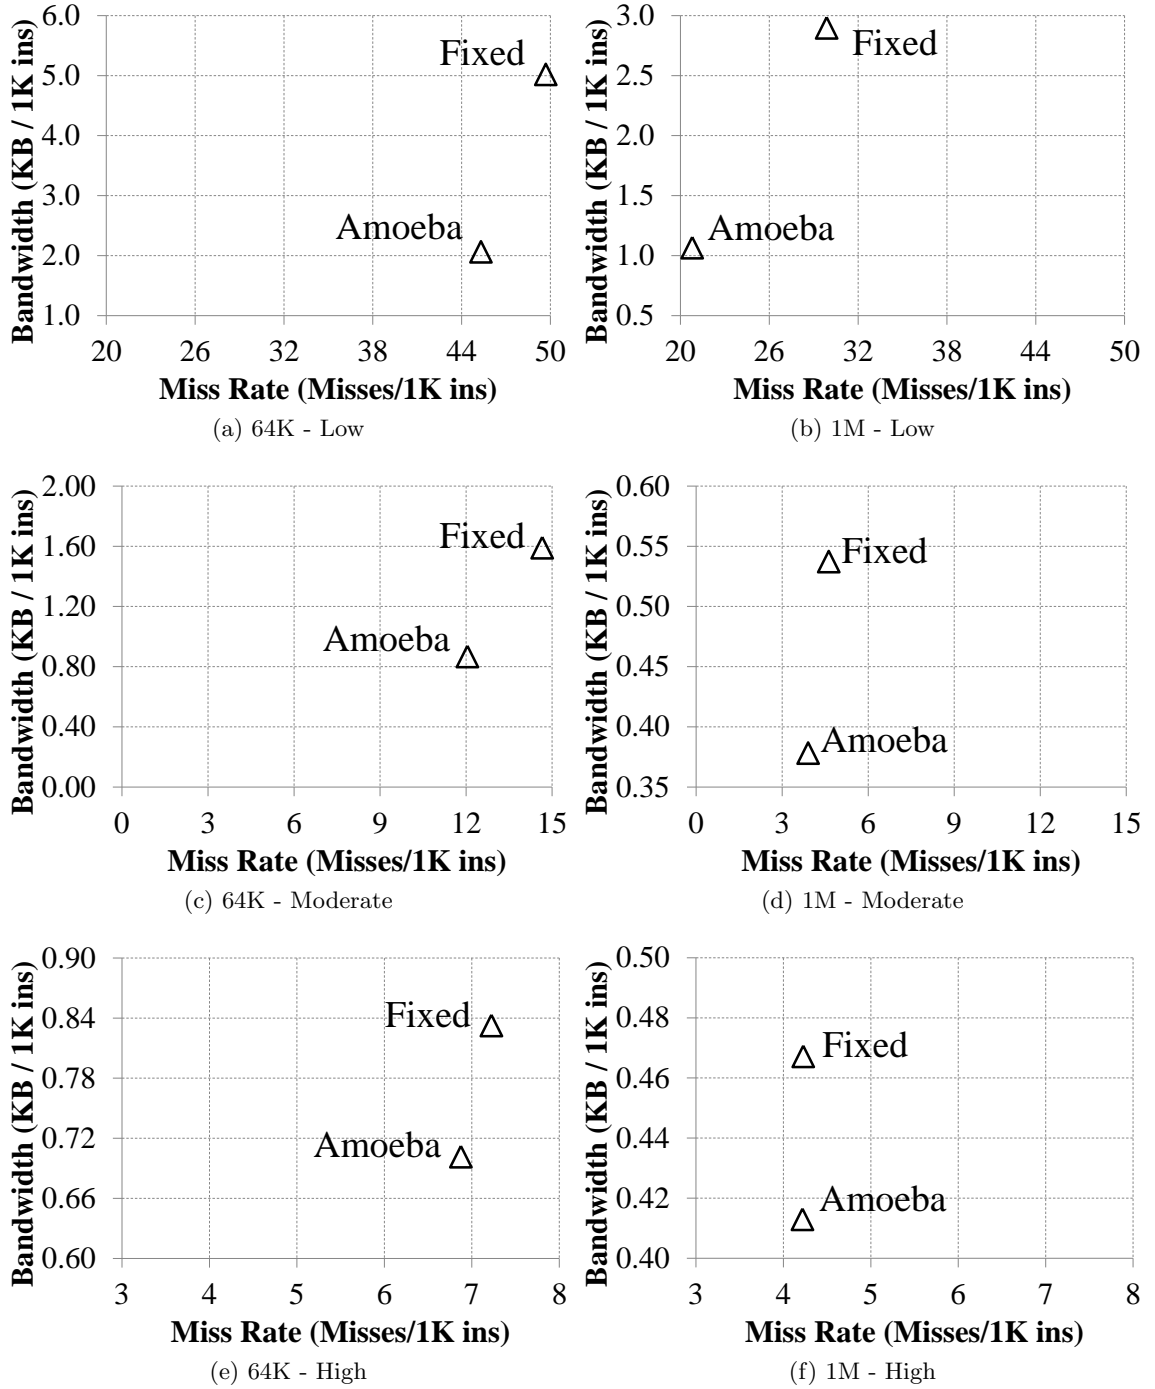 Bandwidth (KB / 1K ins)
6.0
5.0
4.0
3.0
2.0
1.0
Fixed
Amoeba
20 26 32 38 44 50
Miss Rate (Misses/1K ins)
(a) 64K - Low
Bandwidth (KB / 1K ins)
3.0
2.5
2.0
1.5
1.0
0.5
Fixed
Amoeba
20 26 32 38 44 50
Miss Rate (Misses/1K ins)
(b) 1M - Low
Bandwidth (KB / 1K ins)
2.00
1.60
1.20
0.80
0.40
0.00
Fixed
Amoeba
0 3 6 9 12 15
Miss Rate (Misses/1K ins)
(c) 64K - Moderate
Bandwidth (KB / 1K ins)
0.60
0.55
0.50
0.45
0.40
0.35
Fixed
Amoeba
0 3 6 9 12 15
Miss Rate (Misses/1K ins)
(d) 1M - Moderate
Bandwidth (KB / 1K ins)
0.90
0.84
0.78
0.72
0.66
0.60
Fixed
Amoeba
3 4 5 6 7 8
Miss Rate (Misses/1K ins)
(e) 64K - High
Bandwidth (KB / 1K ins)
0.50
0.48
0.46
0.44
0.42
0.40
Fixed
Amoeba
3 4 5 6 7 8
Miss Rate (Misses/1K ins)
(f) 1M - High